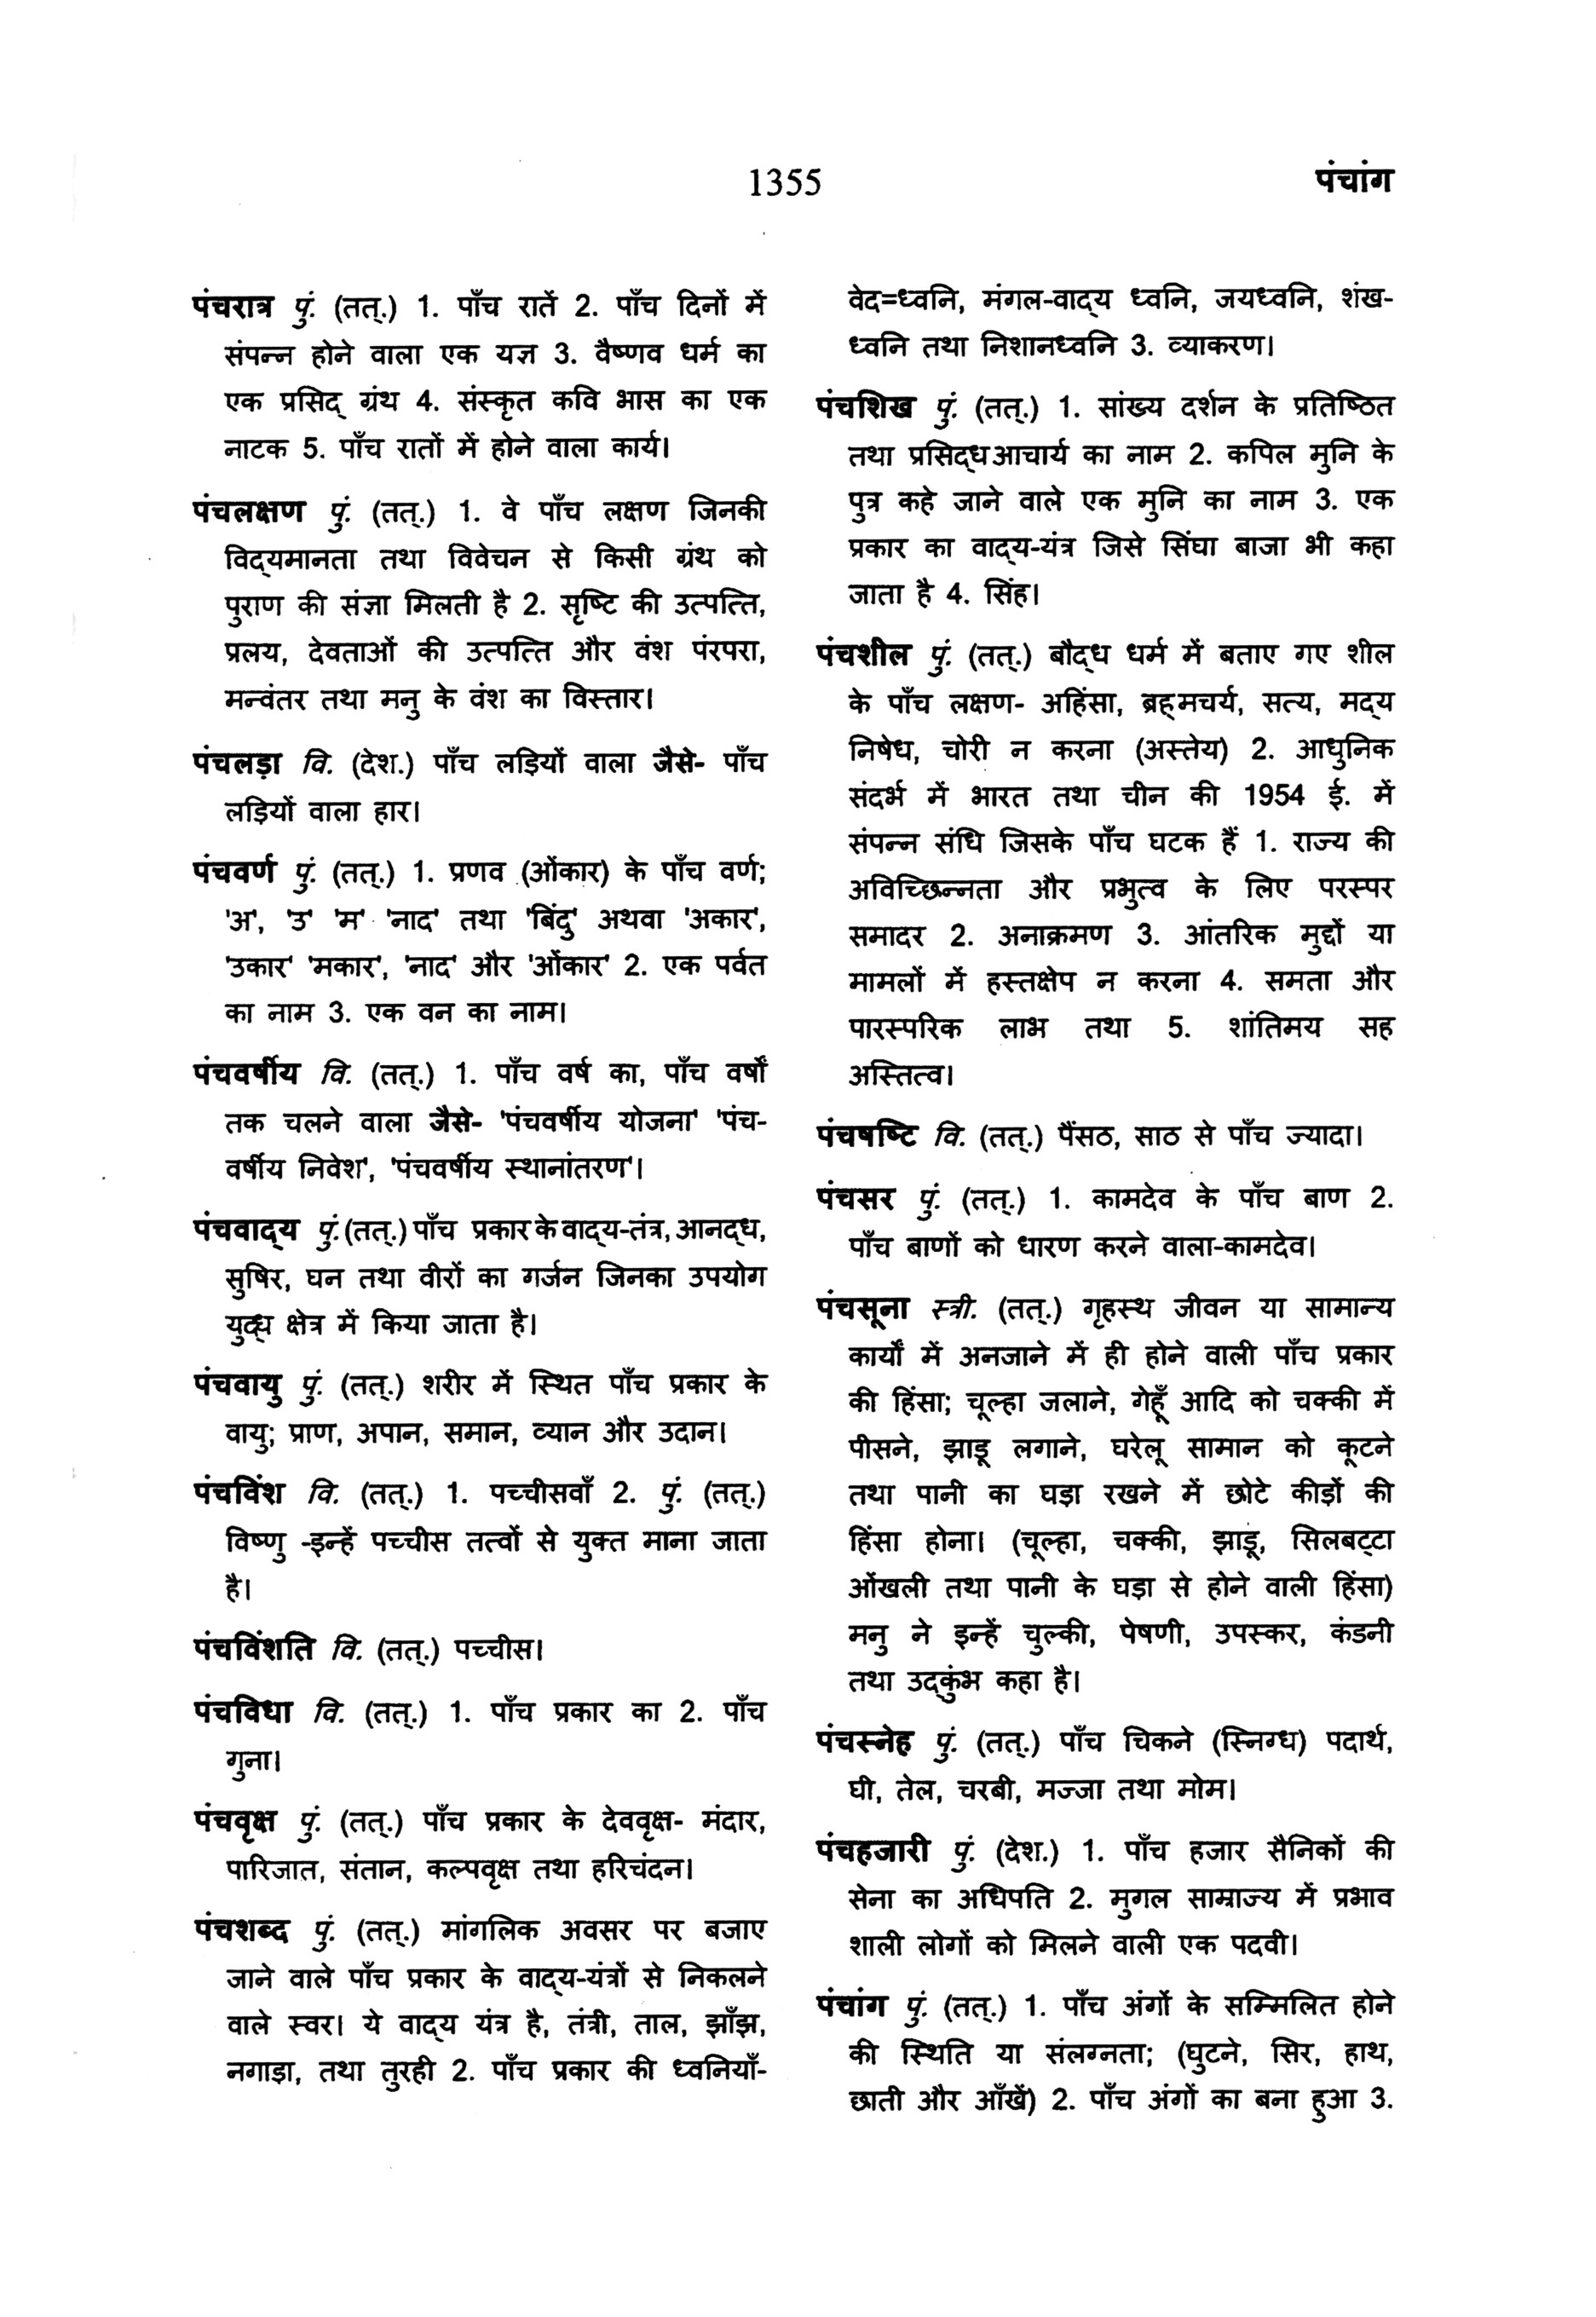 1355
पंचांग
पंचरात्र पुं. (तत्.) 1. पाँच रातें 2. पाँच दिनों में
संपन्न होने वाला एक यज्ञ 3. वैष्णव धर्म का
एक प्रसिद् ग्रंथ 4. संस्कृत कवि भास का एक
नाटक 5. पाँच रातों में होने वाला कार्य।
पंचलक्षण पुं. (तत्.) 1. वे पाँच लक्षण जिनकी
विद्यमानता तथा विवेचन से किसी ग्रंथ को
पुराण की संज्ञा मिलती है 2. सृष्टि की उत्पत्ति,
प्रलय, देवताओं की उत्पत्ति और वंश पंरपरा,
मन्वंतर तथा मनु के वंश का विस्तार।
पंचलड़ा वि. (देश.) पाँच लड़ियों वाला जैसे- पाँच
लड़ियों वाला हार।
पंचवर्ण पुं. (तत्.) 1. प्रणव (ओंकार) के पाँच वर्ण;
'अ', 'उ' 'म' 'नाद' तथा 'बिंदु' अथवा 'अकार',
'उकार' 'मकार', 'नाद' और 'ओंकार' 2. एक पर्वत
का नाम 3. एक वन का नाम।
पंचवर्षीय वि. (तत्.) 1. पाँच वर्ष का, पाँच वर्षों
तक चलने वाला जैसे- 'पंचवर्षीय योजना' 'पंच-
वर्षीय निवेश', 'पंचवर्षीय स्थानांतरण'।
पंचवाद्य पुं. (तत्.) पाँच प्रकार के वाद्य-तंत्र, आनद्ध,
सुषिर, घन तथा वीरों का गर्जन जिनका उपयोग
युद्ध क्षेत्र में किया जाता है।
पंचवायु पुं. (तत्.) शरीर में स्थित पाँच प्रकार के
वायु; प्राण, अपान, समान, व्यान और उदान।
पंचविंश वि. (तत्.) 1. पच्चीसवाँ 2. पुं. (तत्.)
विष्णु -इन्हें पच्चीस तत्वों से युक्त माना जाता
है।
पंचविंशति वि. (तत्.) पच्चीस।
पंचविधा वि. (तत्.) 1. पाँच प्रकार का 2. पाँच
गुना।
पंचवृक्ष पुं. (तत्.) पाँच प्रकार के देववृक्ष- मंदार,
पारिजात, संतान, कल्पवृक्ष तथा हरिचंदन।
पंचशब्द पुं. (तत्.) मांगलिक अवसर पर बजाए
जाने वाले पाँच प्रकार के वाद्य-यंत्रों से निकलने
वाले स्वर। ये वाद्य यंत्र है, तंत्री, ताल, झाँझ,
नगाड़ा, तथा तुरही 2. पाँच प्रकार की ध्वनियाँ-
वेद=ध्वनि, मंगल-वाद्य ध्वनि, जयध्वनि, शंख-
ध्वनि तथा निशानध्वनि 3. व्याकरण।
पंचशिख पुं. (तत्.) 1. सांख्य दर्शन के प्रतिष्ठित
तथा प्रसिद्ध आचार्य का नाम 2. कपिल मुनि के
पुत्र कहे जाने वाले एक मुनि का नाम 3. एक
प्रकार का वाद्य-यंत्र जिसे सिंघा बाजा भी कहा
जाता है 4. सिंह।
पंचशील पुं. (तत्.) बौद्ध धर्म में बताए गए शील
के पाँच लक्षण- अहिंसा, ब्रह्मचर्य, सत्य, मद्य
निषेध, चोरी न करना (अस्तेय) 2. आधुनिक
संदर्भ में भारत तथा चीन की 1954 ई. में
संपन्न संधि जिसके पाँच घटक हैं 1. राज्य की
अविच्छिन्नता और प्रभुत्व के लिए परस्पर
समादर 2. अनाक्रमण 3. आंतरिक मुद्दों या
मामलों में हस्तक्षेप न करना 4. समता और
पारस्परिक लाभ तथा 5. शांतिमय सह
अस्तित्व।
पंचषष्टि वि. (तत्.) पैंसठ, साठ से पाँच ज्यादा।
पंचसर पुं. (तत्.) 1. कामदेव के पाँच बाण 2.
पाँच बाणों को धारण करने वाला-कामदेव।
पंचसूना स्त्री. (तत्.) गृहस्थ जीवन या सामान्य
कार्यों में अनजाने में ही होने वाली पाँच प्रकार
की हिंसा; चूल्हा जलाने, गेहूँ आदि को चक्की में
पीसने, झाडू लगाने, घरेलू सामान को कूटने
तथा पानी का घड़ा रखने में छोटे कीड़ों की
हिंसा होना। (चूल्हा, चक्की, झाडू, सिलबट्टा
ओंखली तथा पानी के घड़ा से होने वाली हिंसा)
मनु ने इन्हें चुल्की, पेषणी, उपस्कर, कंडनी
तथा उद्कुंभ कहा है।
पंचस्नेह पुं. (तत्.) पाँच चिकने (स्निग्ध) पदार्थ,
घी, तेल, चरबी, मज्जा तथा मोम।
पंचहजारी पुं. (देश.) 1. पाँच हजार सैनिकों की
सेना का अधिपति 2. मुगल साम्राज्य में प्रभाव
शाली लोगों को मिलने वाली एक पदवी।
पंचांग पुं. (तत्.) 1. पाँच अंगों के सम्मिलित होने
की स्थिति या संलग्नता; (घुटने, सिर, हाथ,
छाती और आँखें) 2. पाँच अंगों का बना हुआ 3.